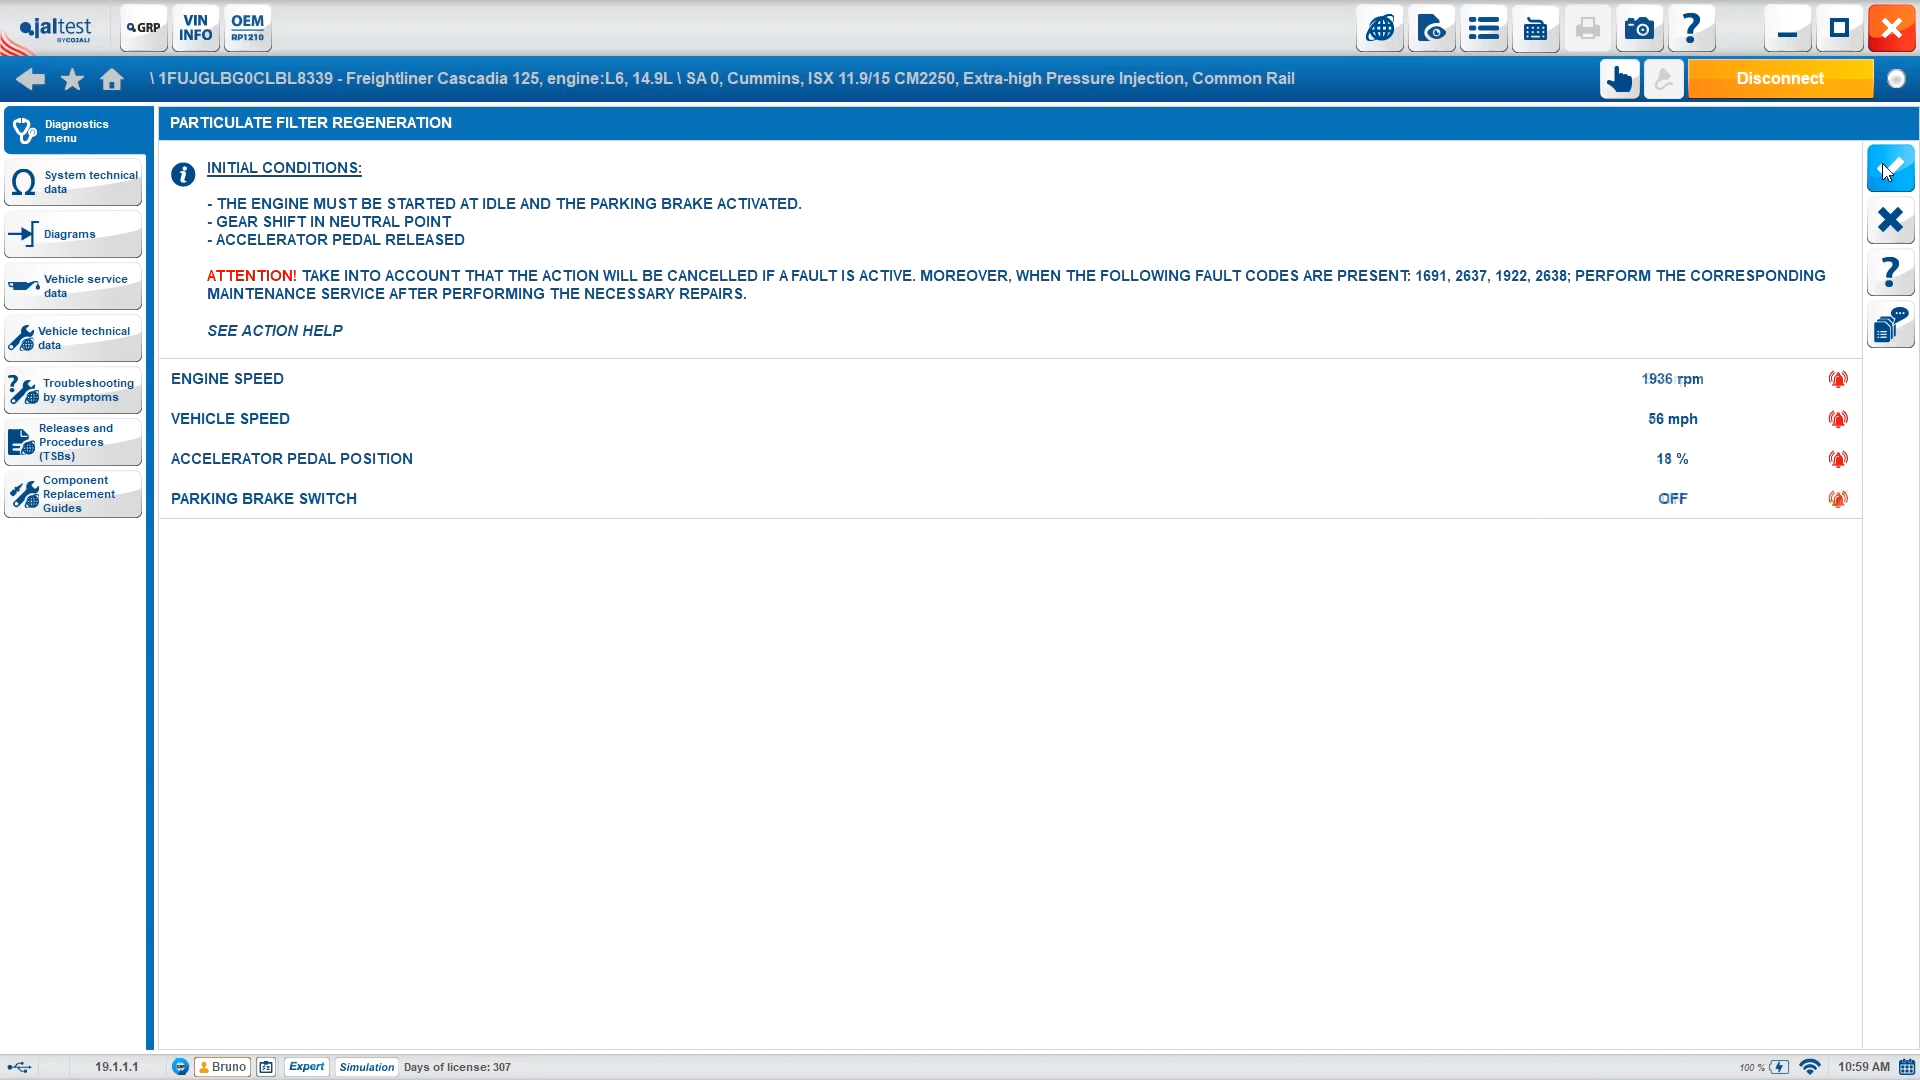 jaltest
BY COJALI
GRP
VIN
INFO
OEM
RP1210
?
\ 1FUJGLBG0CLBL8339 - Freightliner Cascadia 125, engine:L6, 14.9L \ SA 0, Cummins, ISX 11.9/15 CM2250, Extra-high Pressure Injection, Common Rail
Disconnect
Diagnostics
menu
System technical
data
Diagrams
Vehicle service
data
Vehicle technical
data
Troubleshooting
by symptoms
Releases and
Procedures
(TSBs)
Component
Replacement
Guides
PARTICULATE FILTER REGENERATION
INITIAL CONDITIONS:
- THE ENGINE MUST BE STARTED AT IDLE AND THE PARKING BRAKE ACTIVATED.
- GEAR SHIFT IN NEUTRAL POINT
- ACCELERATOR PEDAL RELEASED
ATTENTION! TAKE INTO ACCOUNT THAT THE ACTION WILL BE CANCELLED IF A FAULT IS ACTIVE. MOREOVER, WHEN THE FOLLOWING FAULT CODES ARE PRESENT: 1691, 2637, 1922, 2638; PERFORM THE CORRESPONDING
MAINTENANCE SERVICE AFTER PERFORMING THE NECESSARY REPAIRS.
SEE ACTION HELP
ENGINE SPEED 1936 rpm
VEHICLE SPEED 56 mph
ACCELERATOR PEDAL POSITION 18 %
PARKING BRAKE SWITCH OFF
?
19.1.1.1 Bruno Expert Simulation Days of license: 307 100 % 10:59 AM